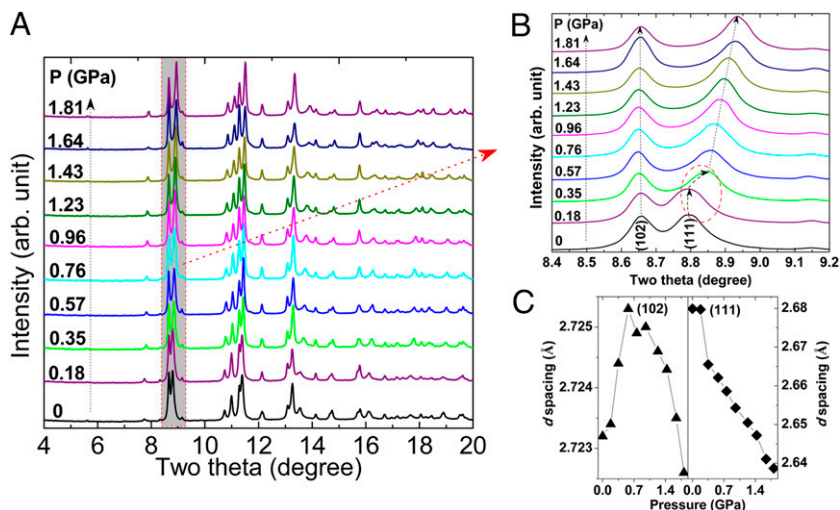 A
P (GPa)
1.81
1.64
1.43
1.23
0.96
0.76
0.57
0.35
0.18
0
Intensity (arb. unit)
4 6 8 10 12 14 16 18 20
Two theta (degree)
B
P (GPa)
1.81
1.64
1.43
1.23
0.96
0.76
0.57
0.35
0.18
0
(102)
(111)
Intensity (arb. unit)
8.4 8.5 8.6 8.7 8.8 8.9 9.0 9.1 9.2
Two theta (degree)
C
(102)
(111)
2.725
2.724
2.723
d spacing (Å)
2.68
2.67
2.66
2.65
2.64
d spacing (Å)
0.0 0.7 1.4 0.0 0.7 1.4
Pressure (GPa)